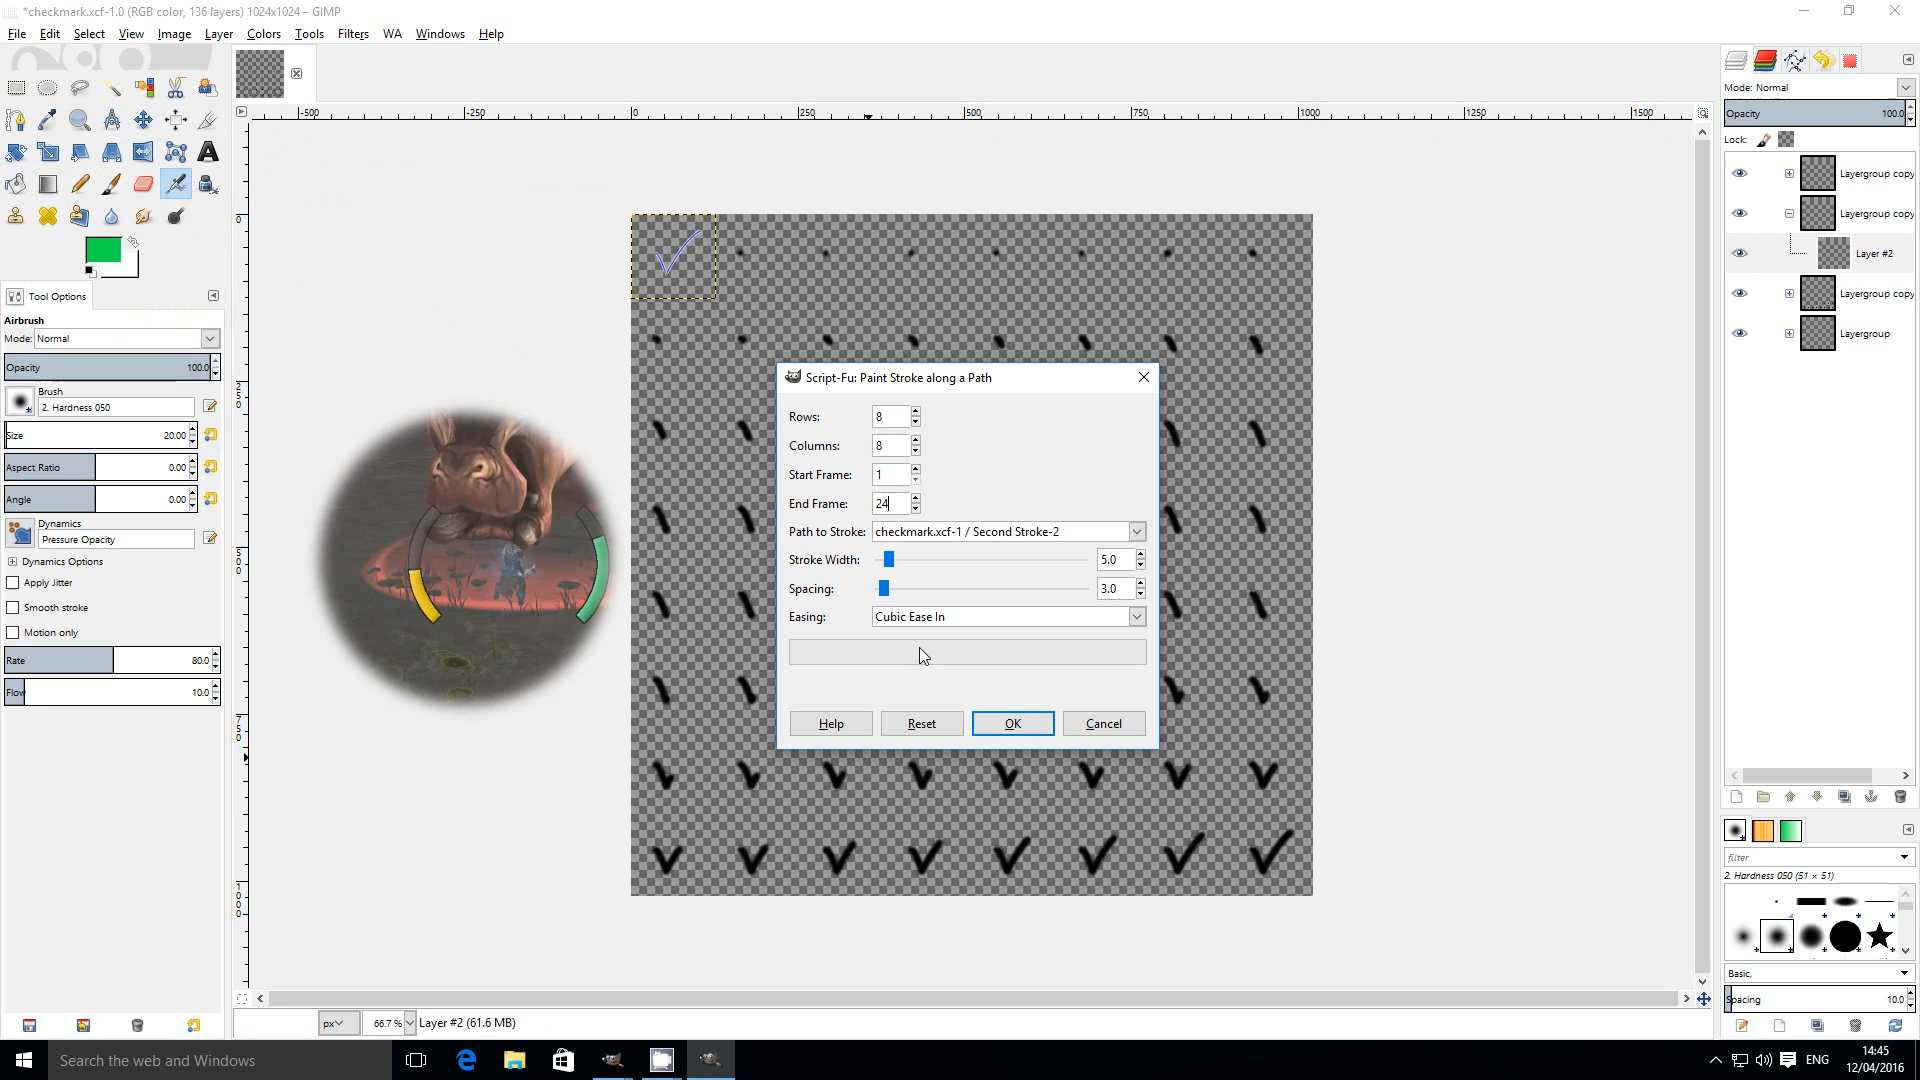 *checkmark.xcf-1.0 (RGB color, 136 layers) 1024x1024 – GIMP
File Edit Select View Image Layer Colors Tools Filters WA Windows Help
-500 -250 0 250 500 750 1000 1250 1500
0
250
500
750
1000
Tool Options
Airbrush
Mode: Normal
Opacity 100.0
Brush
2. Hardness 050
Size 20.00
Aspect Ratio 0.00
Angle 0.00
Dynamics
Pressure Opacity
Dynamics Options
Apply Jitter
Smooth stroke
Motion only
Rate 80.0
Flow 10.0
Script-Fu: Paint Stroke along a Path
Rows: 8
Columns: 8
Start Frame: 1
End Frame: 24
Path to Stroke: checkmark.xcf-1 / Second Stroke-2
Stroke Width: 5.0
Spacing: 3.0
Easing: Cubic Ease In
Help Reset OK Cancel
Mode: Normal
Opacity 100.0
Lock:
Layergroup copy
Layergroup copy
Layer #2
Layergroup copy
Layergroup
filter
2. Hardness 050 (51 × 51)
Basic,
Spacing 10.0
px 66.7 % Layer #2 (61.6 MB)
Search the web and Windows
ENG
14:45
12/04/2016